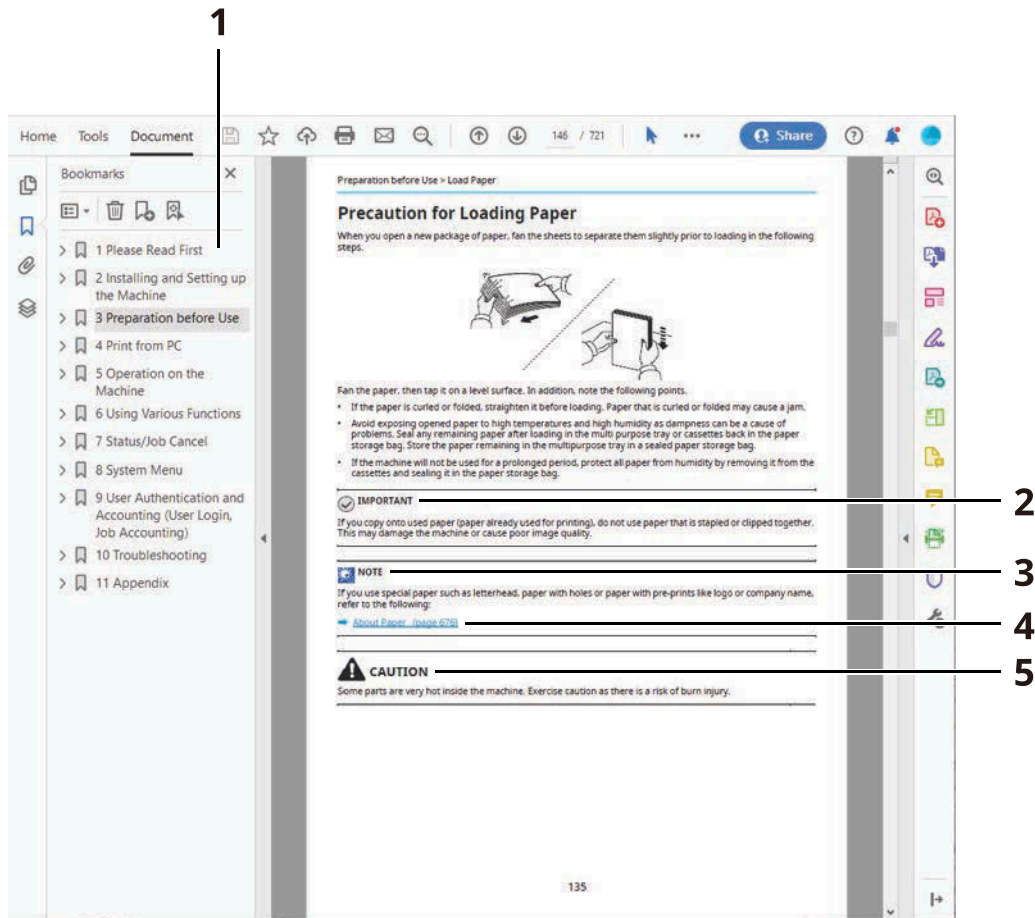 1
Home Tools Document 146 / 721 Share
Bookmarks
1 Please Read First
2 Installing and Setting up
the Machine
3 Preparation before Use
4 Print from PC
5 Operation on the
Machine
6 Using Various Functions
7 Status/Job Cancel
8 System Menu
9 User Authentication and
Accounting (User Login,
Job Accounting)
10 Troubleshooting
11 Appendix
Preparation before Use > Load Paper
Precaution for Loading Paper
When you open a new package of paper, fan the sheets to separate them slightly prior to loading in the following
steps.
Fan the paper, then tap it on a level surface. In addition, note the following points.
• If the paper is curled or folded, straighten it before loading. Paper that is curled or folded may cause a jam.
• Avoid exposing opened paper to high temperatures and high humidity as dampness can be a cause of
problems. Seal any remaining paper after loading in the multi purpose tray or cassettes back in the paper
storage bag. Store the paper remaining in the multipurpose tray in a sealed paper storage bag.
• If the machine will not be used for a prolonged period, protect all paper from humidity by removing it from the
cassettes and sealing it in the paper storage bag.
IMPORTANT
2
If you copy onto used paper (paper already used for printing), do not use paper that is stapled or clipped together.
This may damage the machine or cause poor image quality.
NOTE
3
If you use special paper such as letterhead, paper with holes or paper with pre-prints like logo or company name,
refer to the following:
About Paper (page 676)
4
CAUTION
5
Some parts are very hot inside the machine. Exercise caution as there is a risk of burn injury.
135